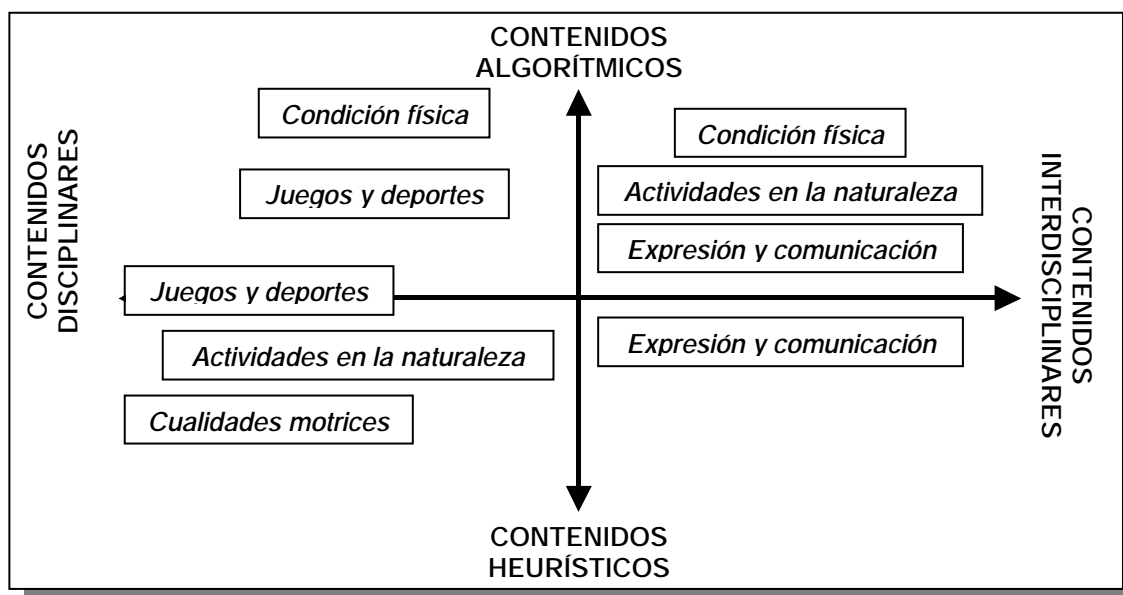 CONTENIDOS
ALGORÍTMICOS
Condición física
Condición física
Juegos y deportes
Actividades en la naturaleza
Expresión y comunicación
CONTENIDOS
DISCIPLINARES
CONTENIDOS
INTERDISCIPLINARES
Juegos y deportes
Actividades en la naturaleza
Expresión y comunicación
Cualidades motrices
CONTENIDOS
HEURÍSTICOS